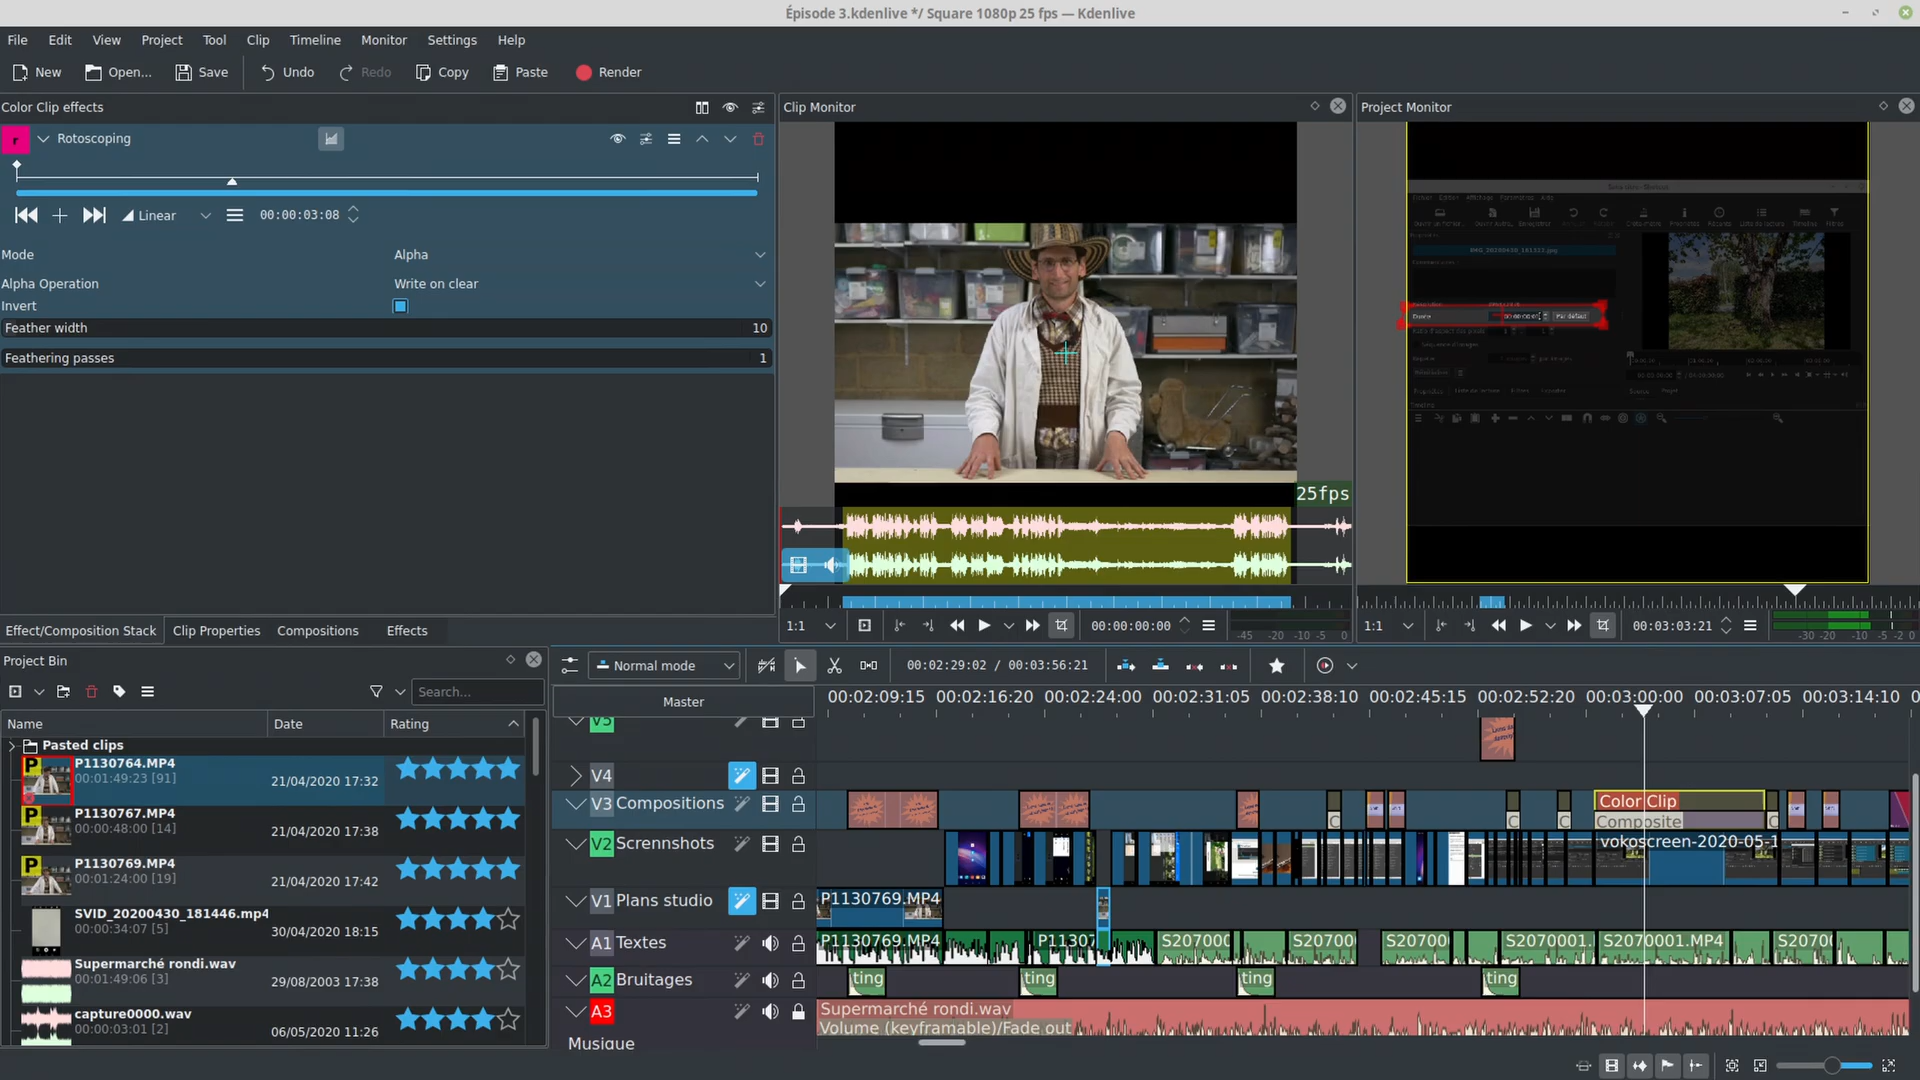 Épisode 3.kdenlive */ Square 1080p 25 fps — Kdenlive
File Edit View Project Tool Clip Timeline Monitor Settings Help
New Open... Save Undo Redo Copy Paste Render
Color Clip effects
r Rotoscoping
Linear 00:00:03:08
Mode Alpha
Alpha Operation Write on clear
Invert
Feather width 10
Feathering passes 1
Effect/Composition Stack Clip Properties Compositions Effects
Clip Monitor
25fps
1:1 00:00:00:00 -45 -20 -10 -5 0
Project Monitor
Par défaut
1:1 00:03:03:21 -30 -20 -10 -5 -2 0
Project Bin
Search...
Name Date Rating
Pasted clips
P P1130764.MP4
00:01:49:23 [91] 21/04/2020 17:32
P P1130767.MP4
00:00:48:00 [14] 21/04/2020 17:38
P P1130769.MP4
00:01:24:00 [19] 21/04/2020 17:42
SVID_20200430_181446.mp4
00:00:34:07 [5] 30/04/2020 18:15
Supermarché rondi.wav
00:01:49:06 [3] 29/08/2003 17:38
capture0000.wav
00:00:03:01 [2] 06/05/2020 11:26
Normal mode 00:02:29:02 / 00:03:56:21
Master 00:02:09:15 00:02:16:20 00:02:24:00 00:02:31:05 00:02:38:10 00:02:45:15 00:02:52:20 00:03:00:00 00:03:07:05 00:03:14:10 0
V5
V4
V3 Compositions C C C Color Clip C
Composite
V2 Scrennshots vokoscreen-2020-05-1
V1 Plans studio P1130769.MP4
A1 Textes P1130769.MP4 P11307 S207000 S20700 S20700 S2070001. S2070001.MP4 S2070
A2 Bruitages ting ting ting ting
A3 Supermarché rondi.wav
Volume (keyframable)/Fade out
Musique